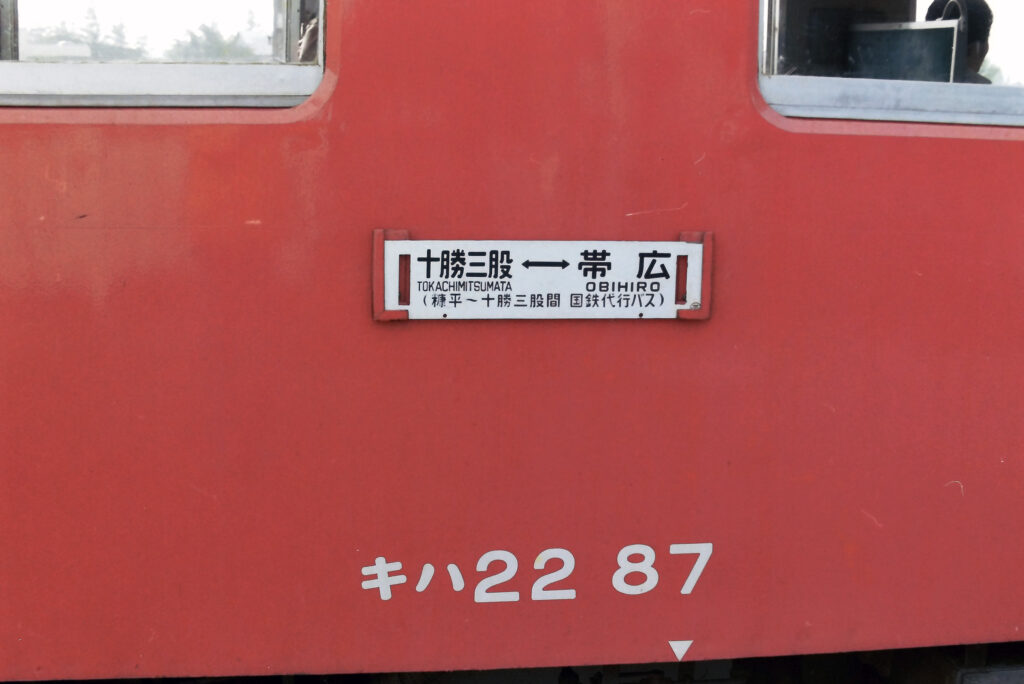 十勝三股 ⟷ 帯広
TOKACHIMITSUMATA OBIHIRO
(糠平～十勝三股間 国鉄代行バス)
キハ22 87